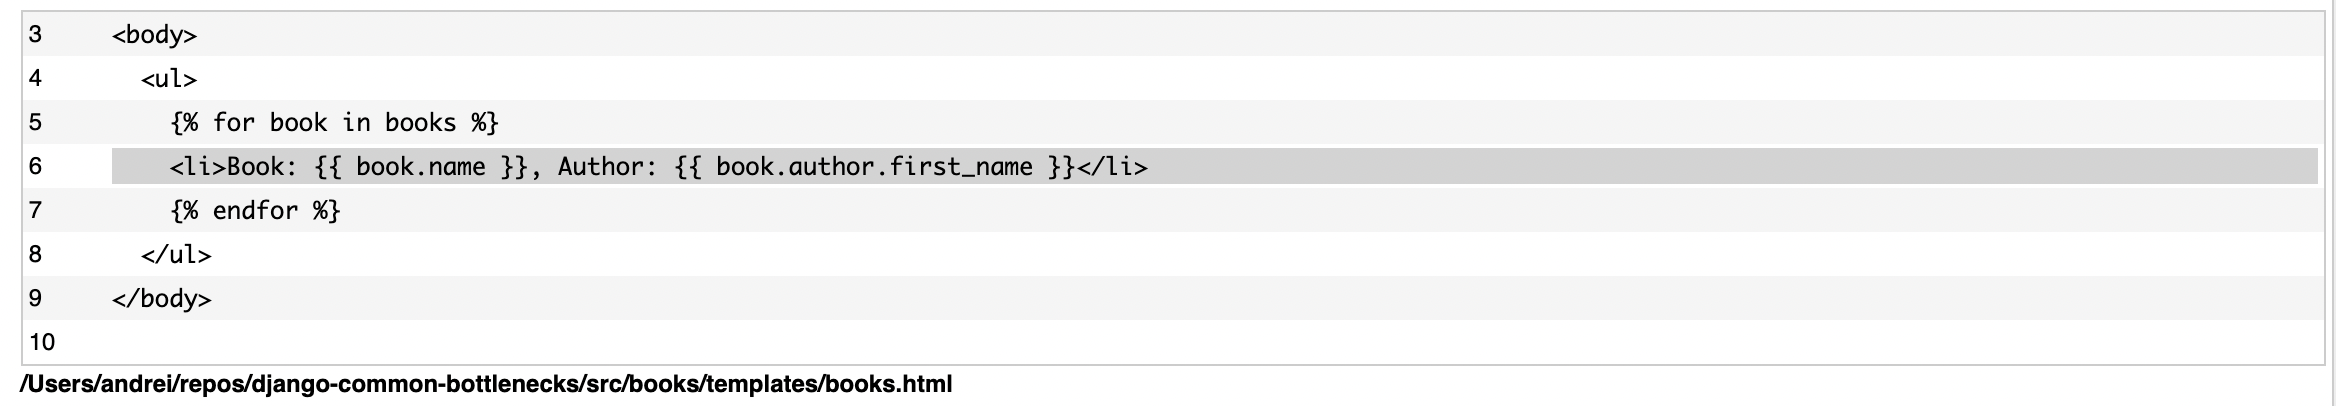 3 <body>
4 <ul>
5 {% for book in books %}
6 <li>Book: {{ book.name }}, Author: {{ book.author.first_name }}</li>
7 {% endfor %}
8 </ul>
9 </body>
10
/Users/andrei/repos/django-common-bottlenecks/src/books/templates/books.html